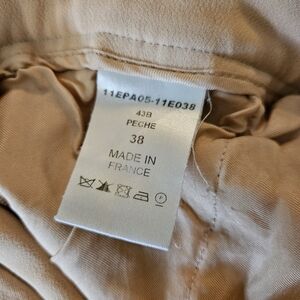 11EPA05-11E038
43B
PECHE
38
MADE IN
FRANCE